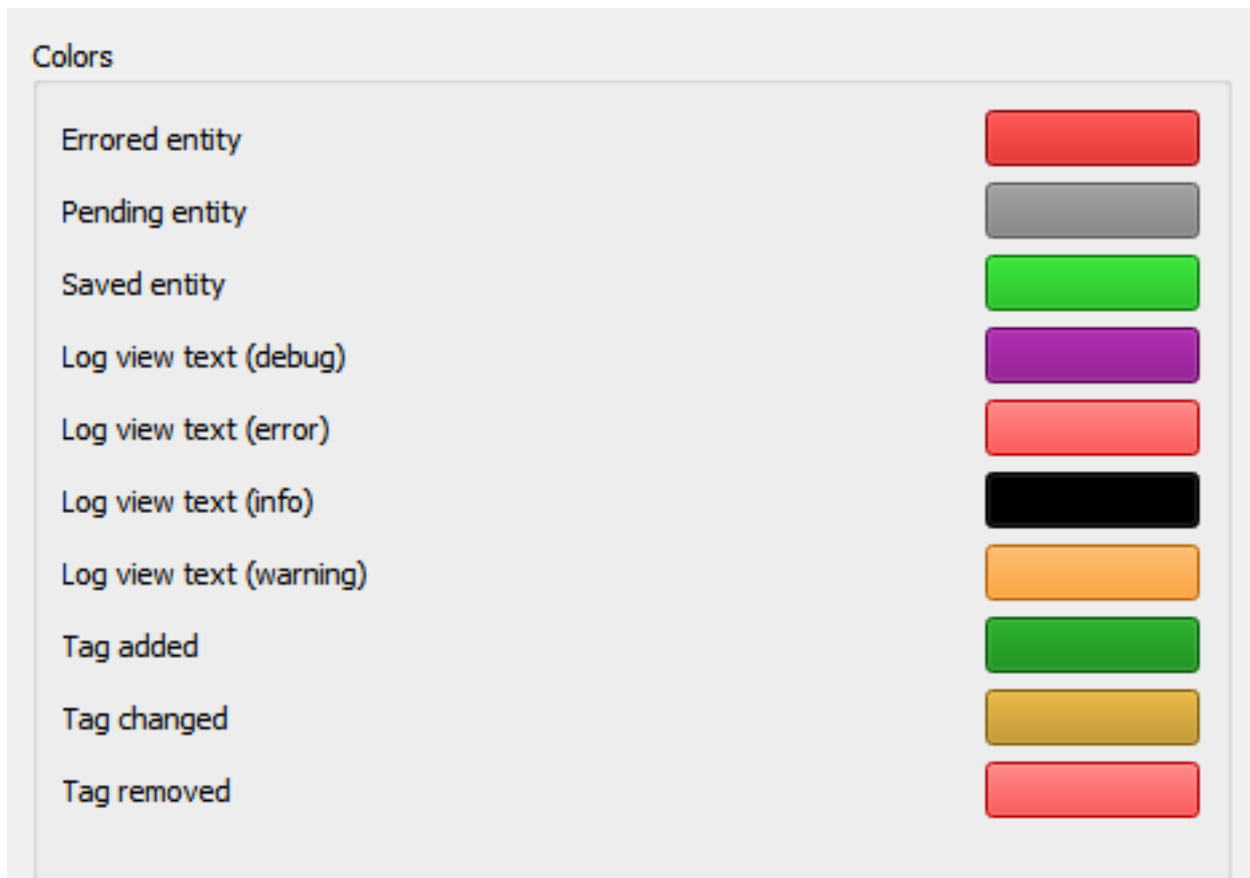 Colors
Errored entity
Pending entity
Saved entity
Log view text (debug)
Log view text (error)
Log view text (info)
Log view text (warning)
Tag added
Tag changed
Tag removed